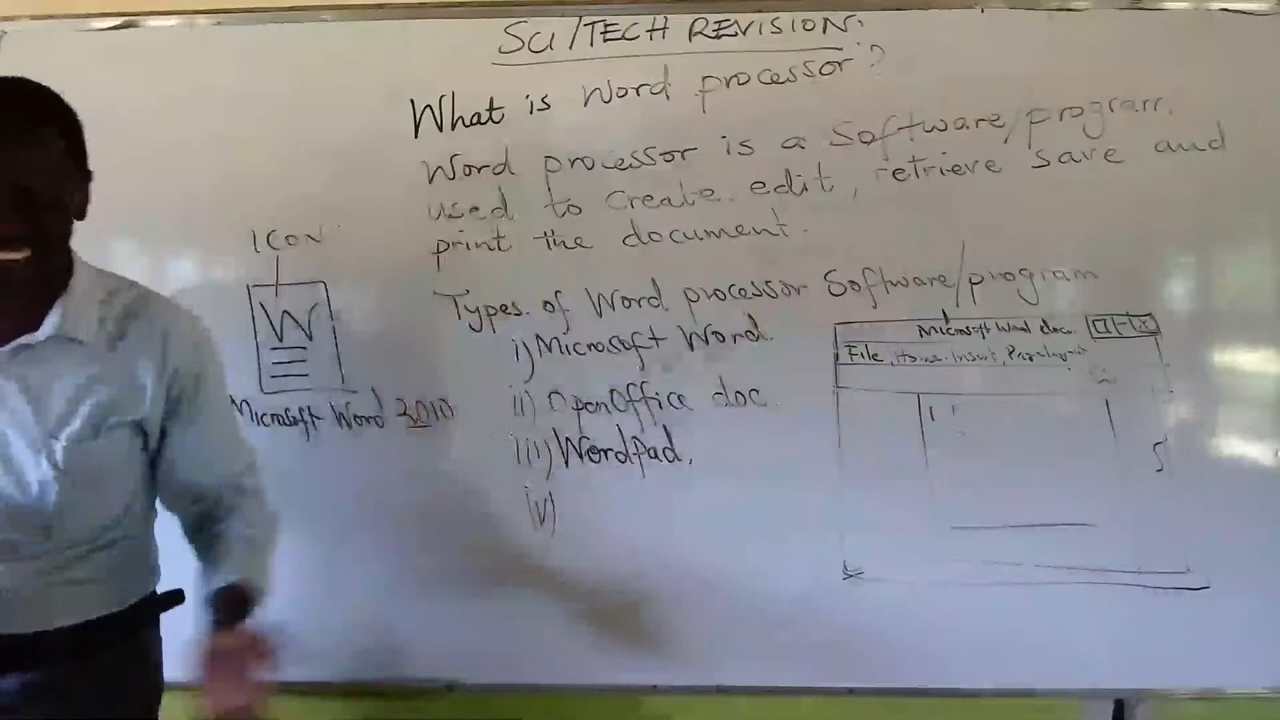 SCI/TECH REVISION.
What is Word processor?
Word processor is a Software/program,
used to create edit, retrieve save and
print the document.
ICON
W
Microsoft Word 2010
Types of Word processor Software/program
i) Microsoft Word.
ii) OpenOffice doc.
iii) WordPad.
iv)
Microsoft Word doc.
File, Home, Insert, Page layout